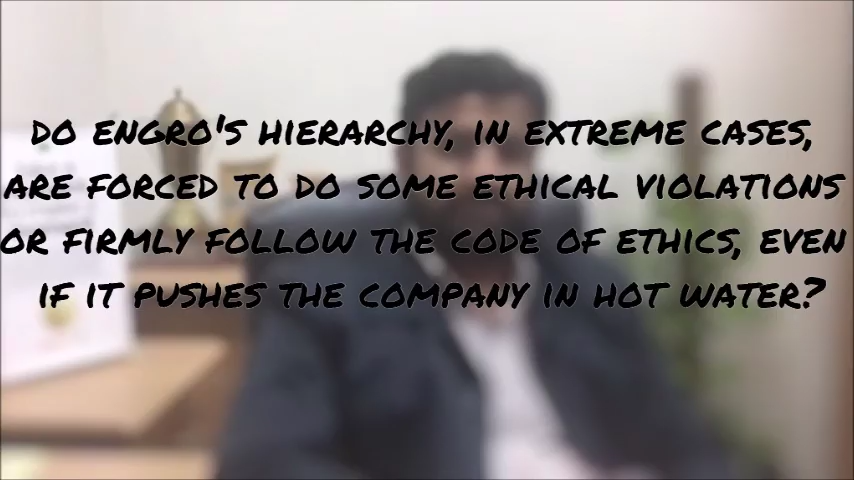 DO ENGRO'S HIERARCHY, IN EXTREME CASES,
ARE FORCED TO DO SOME ETHICAL VIOLATIONS
OR FIRMLY FOLLOW THE CODE OF ETHICS, EVEN
IF IT PUSHES THE COMPANY IN HOT WATER?